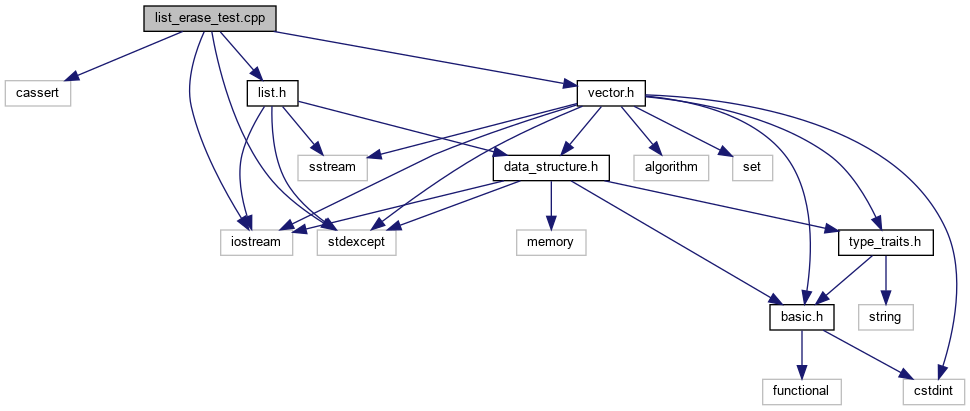 list_erase_test.cpp
cassert
list.h
vector.h
sstream
data_structure.h
algorithm
set
iostream
stdexcept
memory
type_traits.h
basic.h
string
functional
cstdint